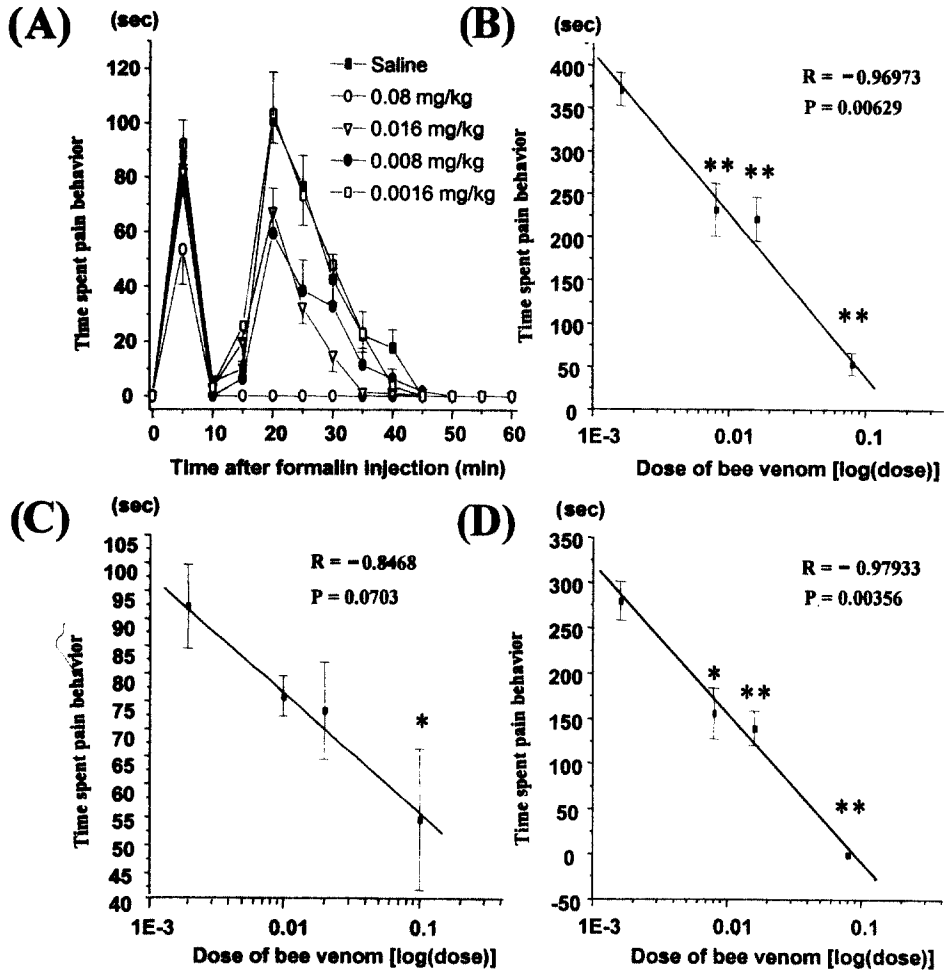 (A)
(sec)
Time spent pain behavior
120
100
80
60
40
20
0
Saline
0.08 mg/kg
0.016 mg/kg
0.008 mg/kg
0.0016 mg/kg
0 10 20 30 40 50 60
Time after formalin injection (min)
(B)
(sec)
Time spent pain behavior
400
350
300
250
200
150
100
50
0
R = −0.96973
P = 0.00629
**
**
**
1E-3 0.01 0.1
Dose of bee venom [log(dose)]
(C)
(sec)
Time spent pain behavior
105
100
95
90
85
80
75
70
65
60
55
50
45
40
R = −0.8468
P = 0.0703
*
1E-3 0.01 0.1
Dose of bee venom [log(dose)]
(D)
(sec)
Time spent pain behavior
350
300
250
200
150
100
50
0
-50
R = −0.97933
P = 0.00356
*
**
**
1E-3 0.01 0.1
Dose of bee venom [log(dose)]